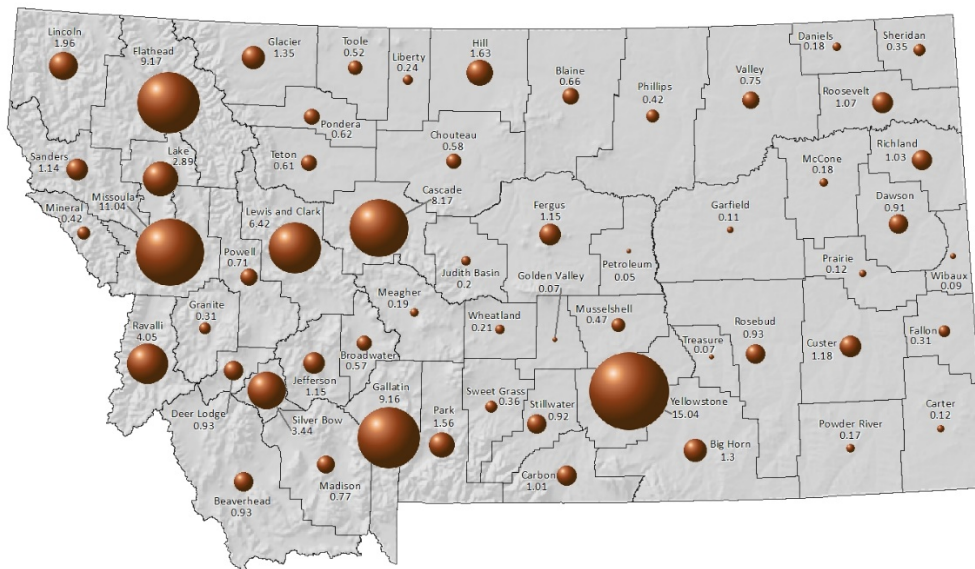 Lincoln
1.96
Flathead
9.17
Glacier
1.35
Toole
0.52
Liberty
0.24
Hill
1.63
Blaine
0.66
Phillips
0.42
Valley
0.75
Daniels
0.18
Sheridan
0.35
Roosevelt
1.07
Pondera
0.62
Teton
0.61
Chouteau
0.58
Sanders
1.14
Lake
2.89
Missoula
11.04
Mineral
0.42
Lewis and Clark
6.42
Powell
0.71
Cascade
8.17
Fergus
1.15
Judith Basin
0.2
Golden Valley
0.07
Petroleum
0.05
Garfield
0.11
McCone
0.18
Richland
1.03
Dawson
0.91
Prairie
0.12
Wibaux
0.09
Granite
0.31
Ravalli
4.05
Meagher
0.19
Wheatland
0.21
Musselshell
0.47
Treasure
0.07
Rosebud
0.93
Custer
1.18
Fallon
0.31
Broadwater
0.57
Jefferson
1.15
Deer Lodge
0.93
Silver Bow
3.44
Gallatin
9.16
Park
1.56
Sweet Grass
0.36
Stillwater
0.92
Yellowstone
15.04
Big Horn
1.3
Powder River
0.17
Carter
0.12
Beaverhead
0.93
Madison
0.77
Carbon
1.01